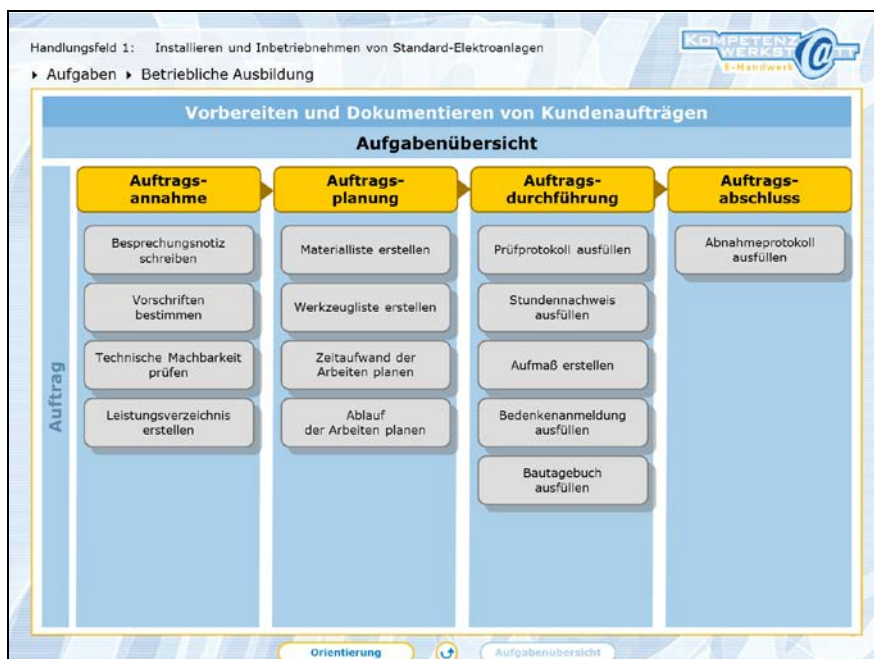 Handlungsfeld 1: Installieren und Inbetriebnehmen von Standard-Elektroanlagen
KOMPETENZ
WERKST@TT
E-Handwerk
Aufgaben Betriebliche Ausbildung
Vorbereiten und Dokumentieren von Kundenaufträgen
Aufgabenübersicht
Auftrag
Auftrags-
annahme
Besprechungsnotiz
schreiben
Vorschriften
bestimmen
Technische Machbarkeit
prüfen
Leistungsverzeichnis
erstellen
Auftrags-
planung
Materialliste erstellen
Werkzeugliste erstellen
Zeitaufwand der
Arbeiten planen
Ablauf
der Arbeiten planen
Auftrags-
durchführung
Prüfprotokoll ausfüllen
Stundennachweis
ausfüllen
Aufmaß erstellen
Bedenkenanmeldung
ausfüllen
Bautagebuch
ausfüllen
Auftrags-
abschluss
Abnahmeprotokoll
ausfüllen
Orientierung
Aufgabenübersicht